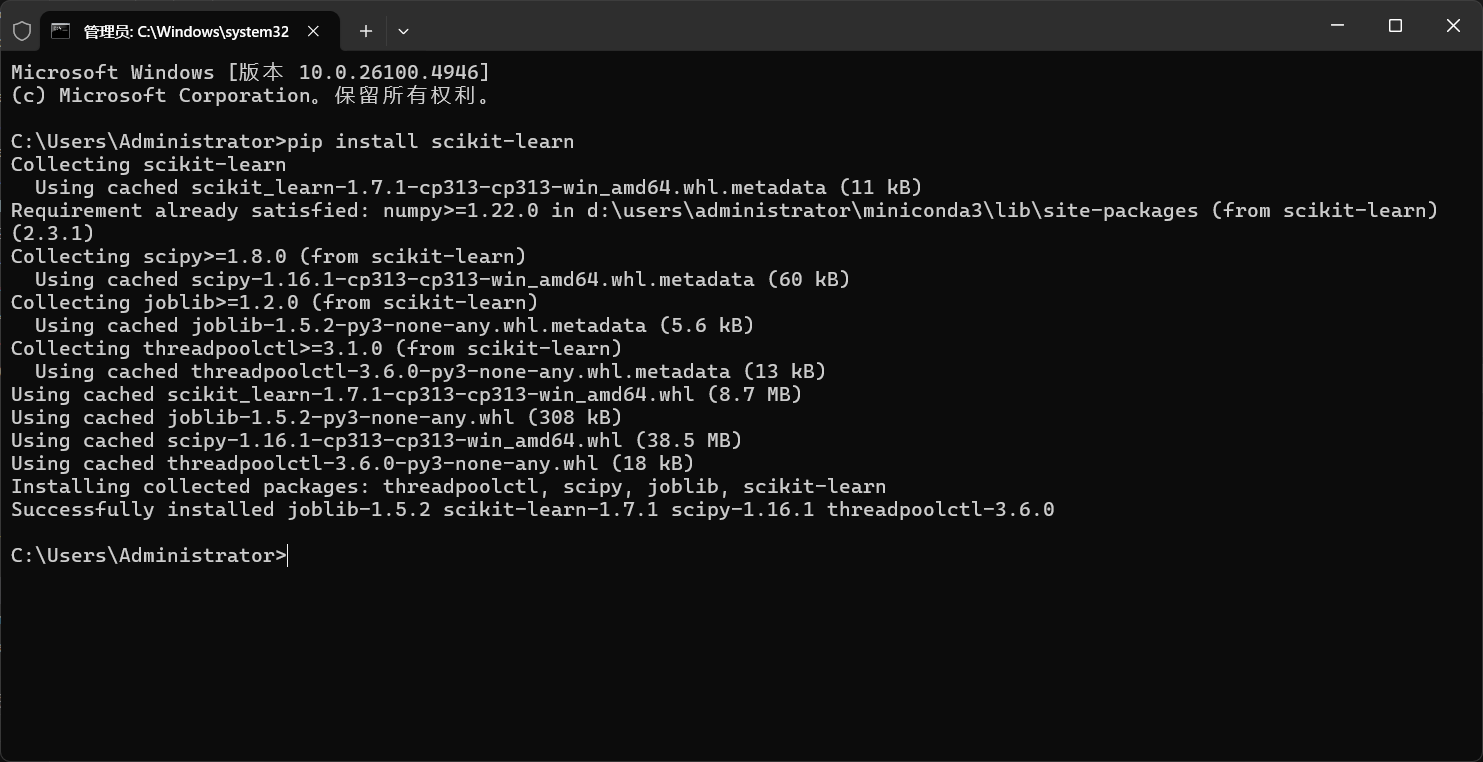 管理员: C:\Windows\system32
Microsoft Windows [版本 10.0.26100.4946]
(c) Microsoft Corporation。保留所有权利。
C:\Users\Administrator>pip install scikit-learn
Collecting scikit-learn
  Using cached scikit_learn-1.7.1-cp313-cp313-win_amd64.whl.metadata (11 kB)
Requirement already satisfied: numpy>=1.22.0 in d:\users\administrator\miniconda3\lib\site-packages (from scikit-learn)
(2.3.1)
Collecting scipy>=1.8.0 (from scikit-learn)
  Using cached scipy-1.16.1-cp313-cp313-win_amd64.whl.metadata (60 kB)
Collecting joblib>=1.2.0 (from scikit-learn)
  Using cached joblib-1.5.2-py3-none-any.whl.metadata (5.6 kB)
Collecting threadpoolctl>=3.1.0 (from scikit-learn)
  Using cached threadpoolctl-3.6.0-py3-none-any.whl.metadata (13 kB)
Using cached scikit_learn-1.7.1-cp313-cp313-win_amd64.whl (8.7 MB)
Using cached joblib-1.5.2-py3-none-any.whl (308 kB)
Using cached scipy-1.16.1-cp313-cp313-win_amd64.whl (38.5 MB)
Using cached threadpoolctl-3.6.0-py3-none-any.whl (18 kB)
Installing collected packages: threadpoolctl, scipy, joblib, scikit-learn
Successfully installed joblib-1.5.2 scikit-learn-1.7.1 scipy-1.16.1 threadpoolctl-3.6.0
C:\Users\Administrator>